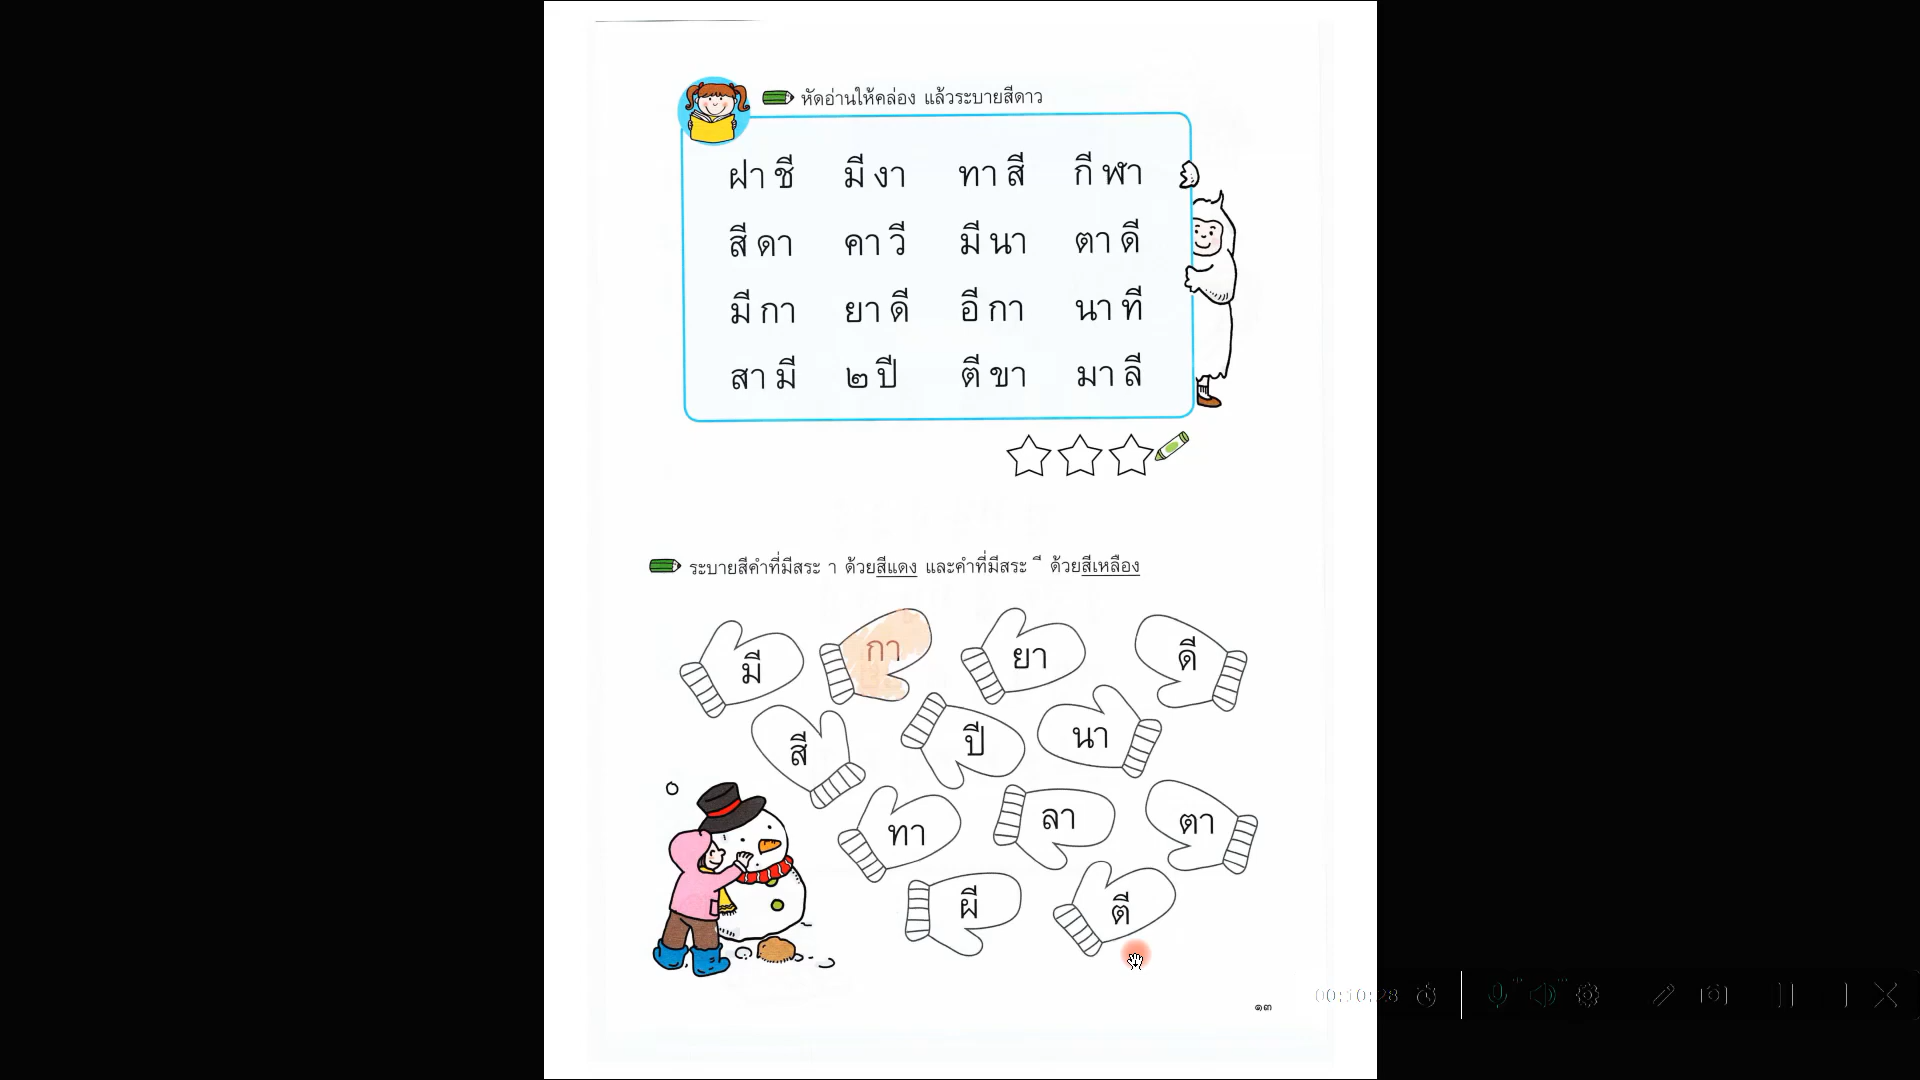 หัดอ่านให้คล่อง แล้วระบายสีดาว
ฝา ชี มี งา ทา สี กี ฬา
สี ดา คา วี มี นา ตา ดี
มี กา ยา ดี อี กา นา ที
สา มี ๒ ปี ตี ขา มา ลี
ระบายสีคำที่มีสระ า ด้วยสีแดง และคำที่มีสระ ี ด้วยสีเหลือง
มี กา ยา ดี
สี ปี นา
ทา ลา ตา
ผี ตี
๑๓
00:10:28